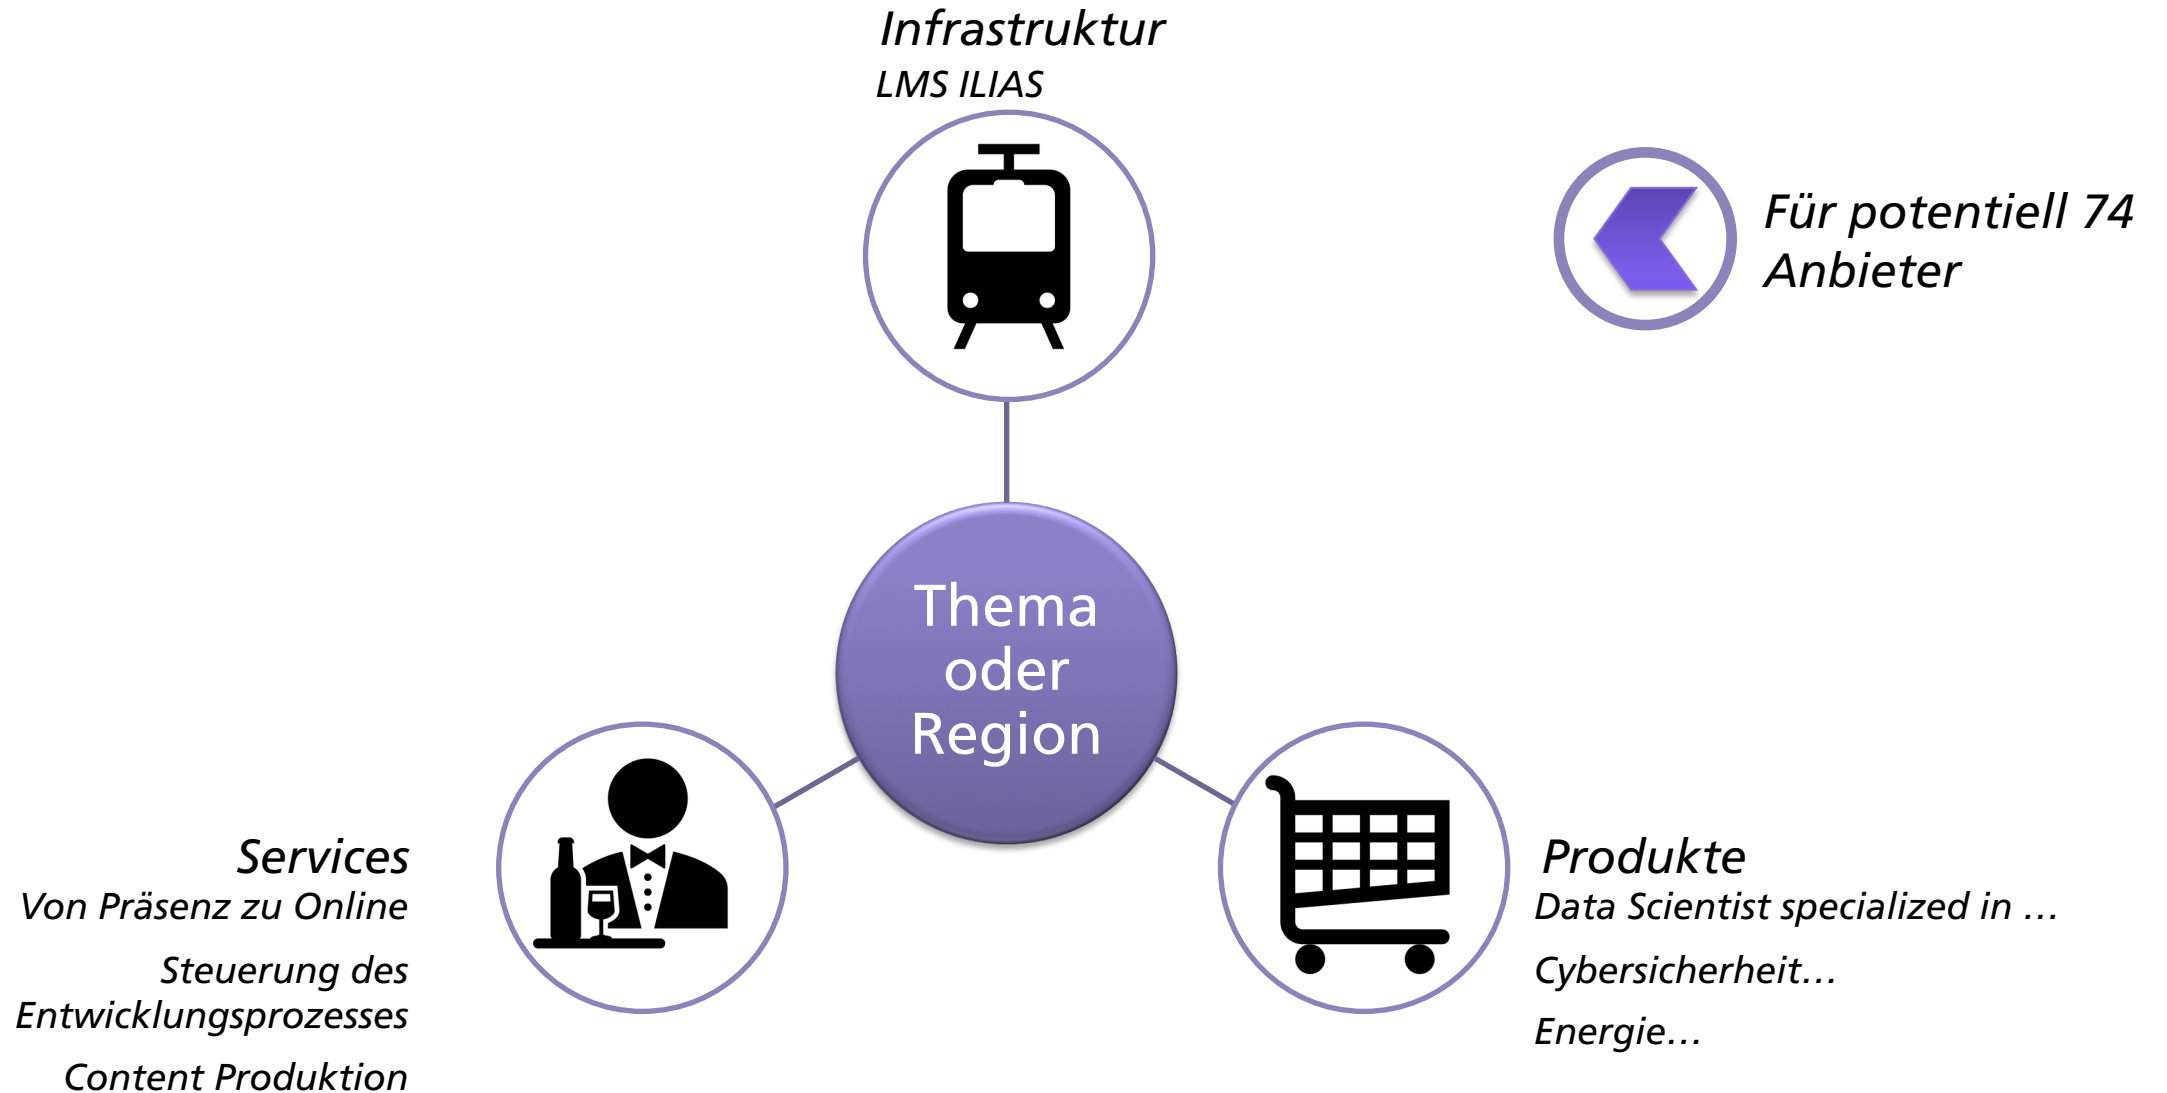 Infrastruktur
LMS ILIAS
Für potentiell 74
Anbieter
Thema
oder
Region
Services
Von Präsenz zu Online
Steuerung des
Entwicklungsprozesses
Content Produktion
Produkte
Data Scientist specialized in …
Cybersicherheit…
Energie…